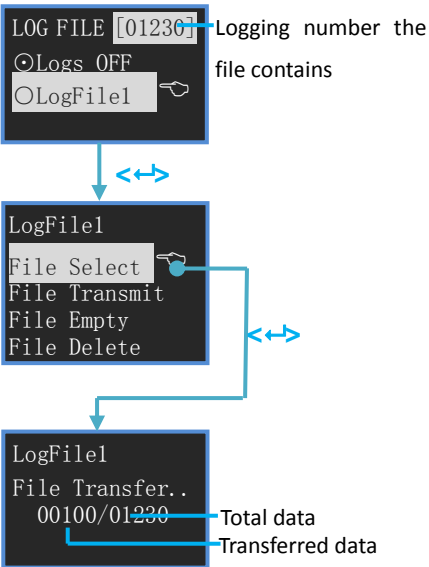 LOG FILE [01230]
Logging number the
file contains
⊙Logs OFF
○LogFile1
<↵>
LogFile1
File Select
File Transmit
File Empty
File Delete
<↵>
LogFile1
File Transfer..
00100/01230
Total data
Transferred data